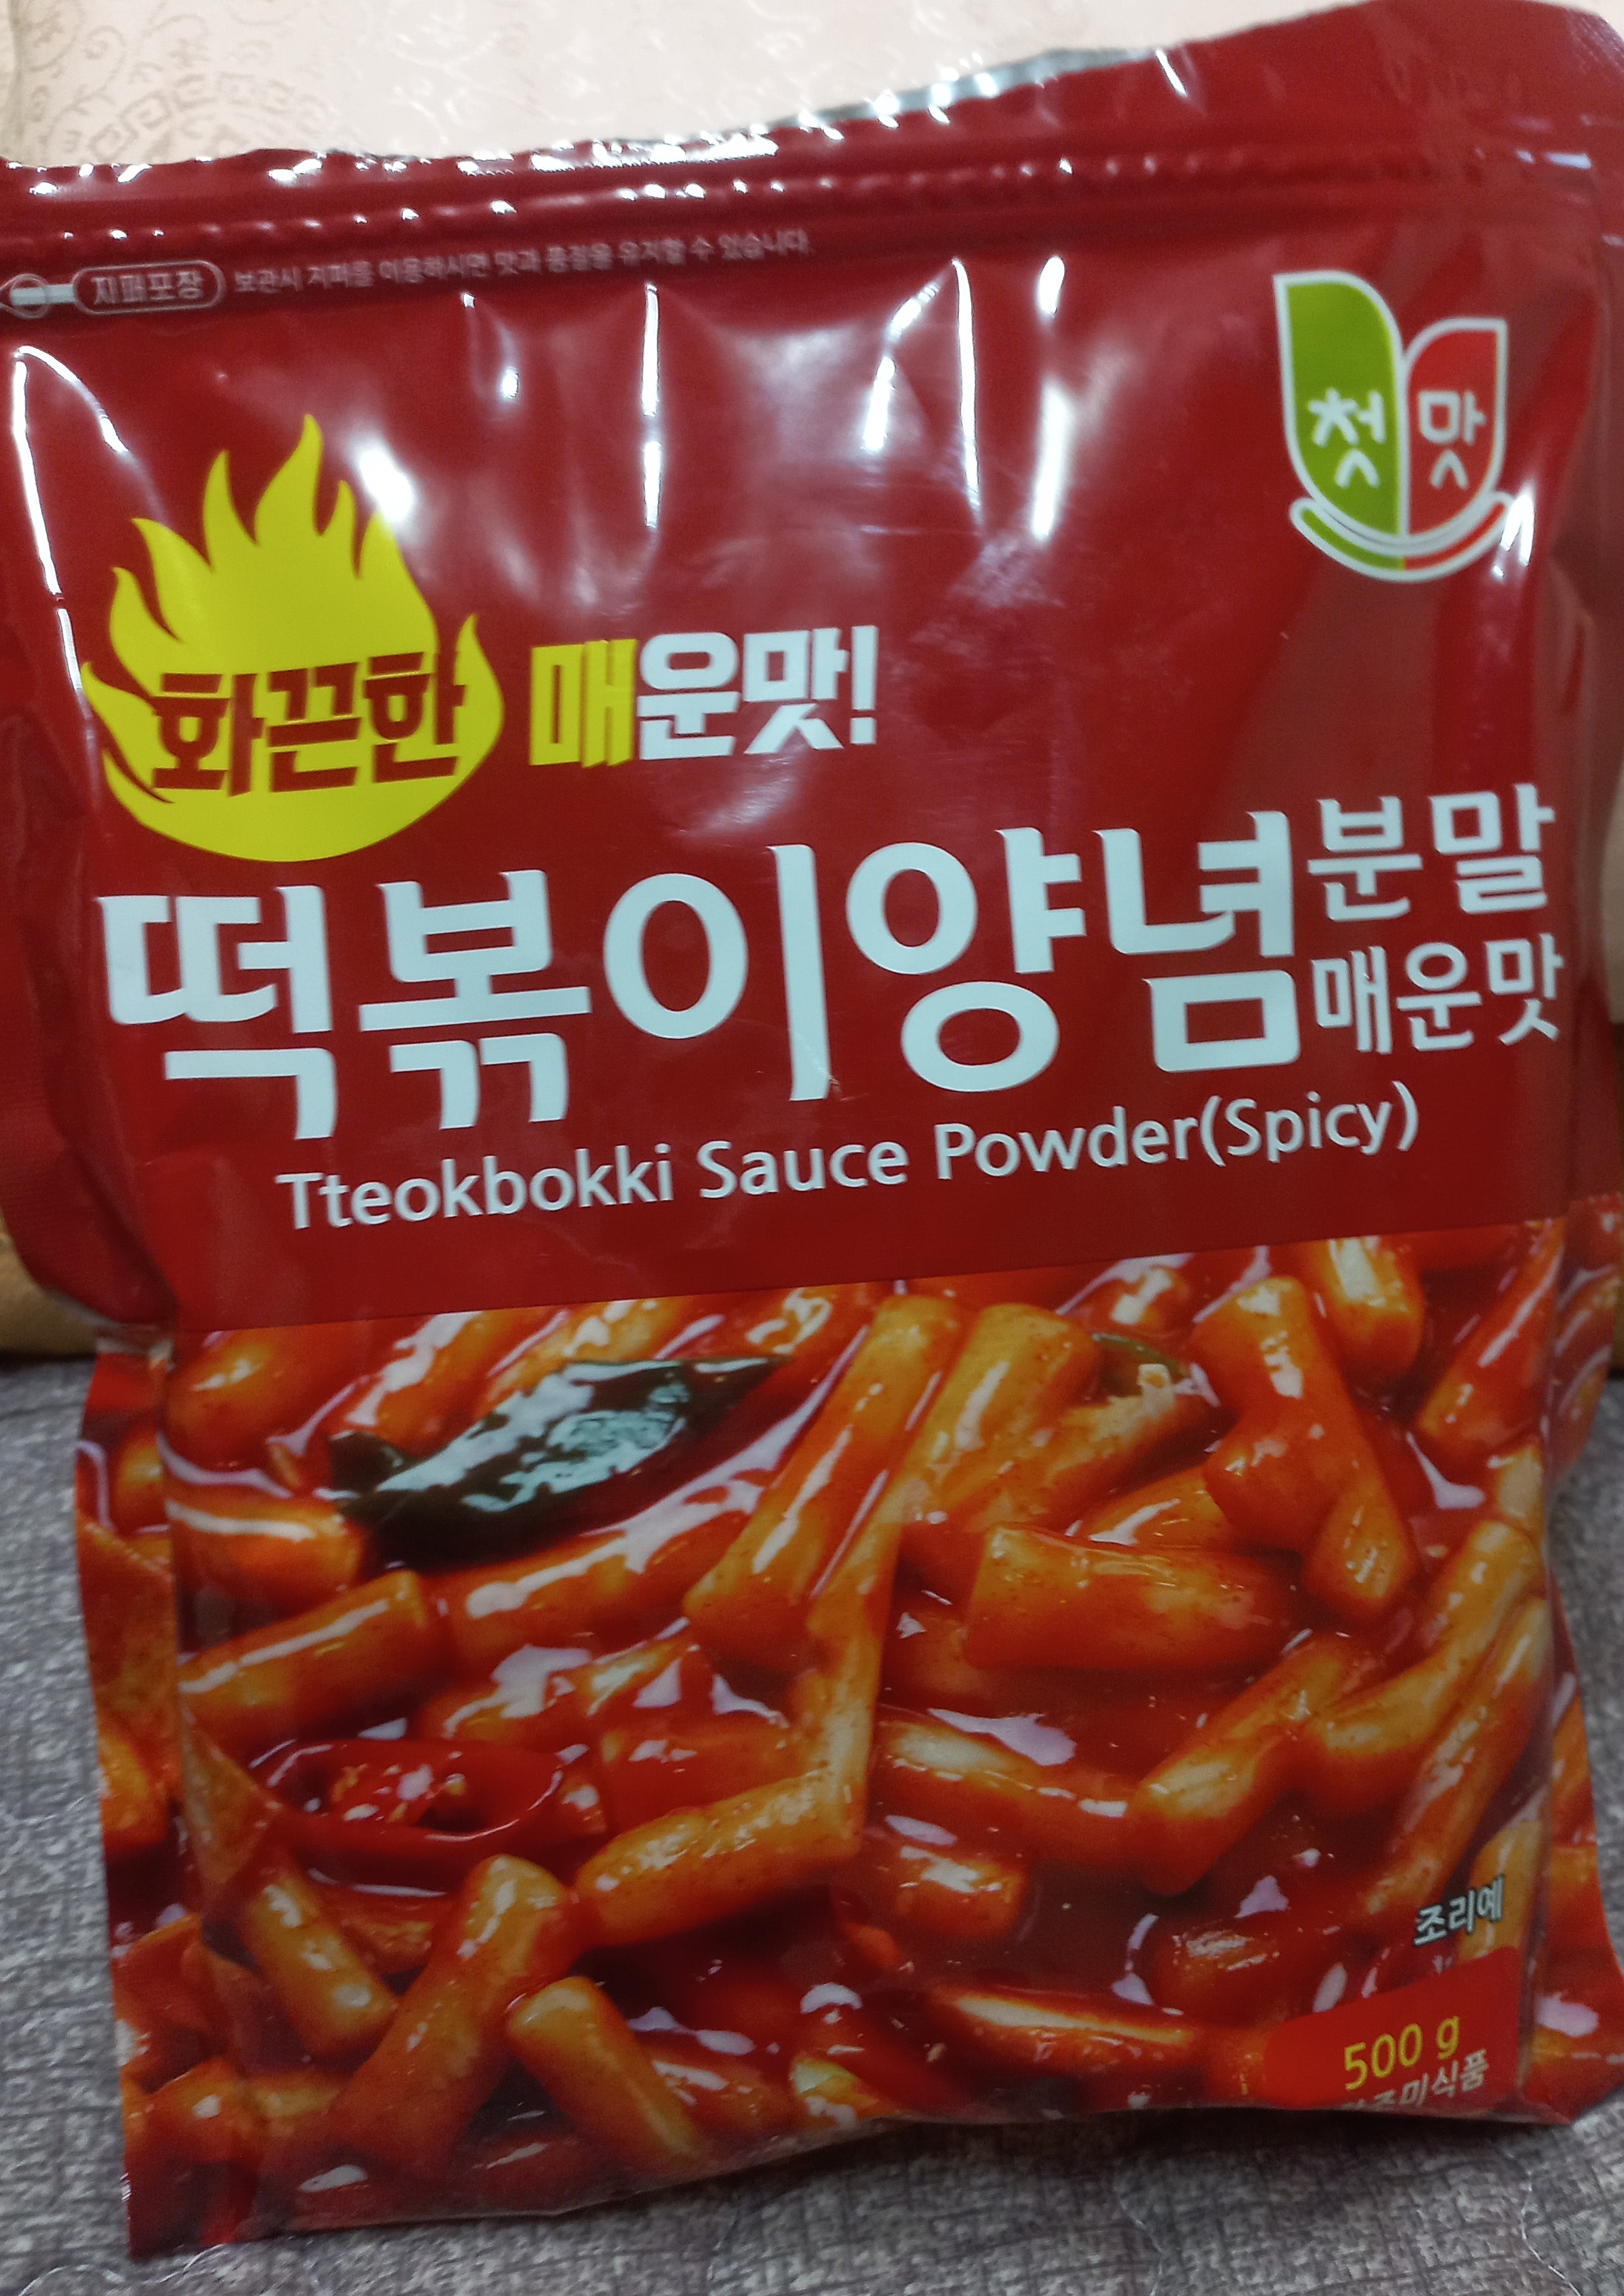 지퍼포장 보관시 지퍼를 이용하시면 맛과 품질을 유지할 수 있습니다.
첫맛
화끈한 매운맛!
떡볶이양념 분말
매운맛
Tteokbokki Sauce Powder(Spicy)
조리예
500 g